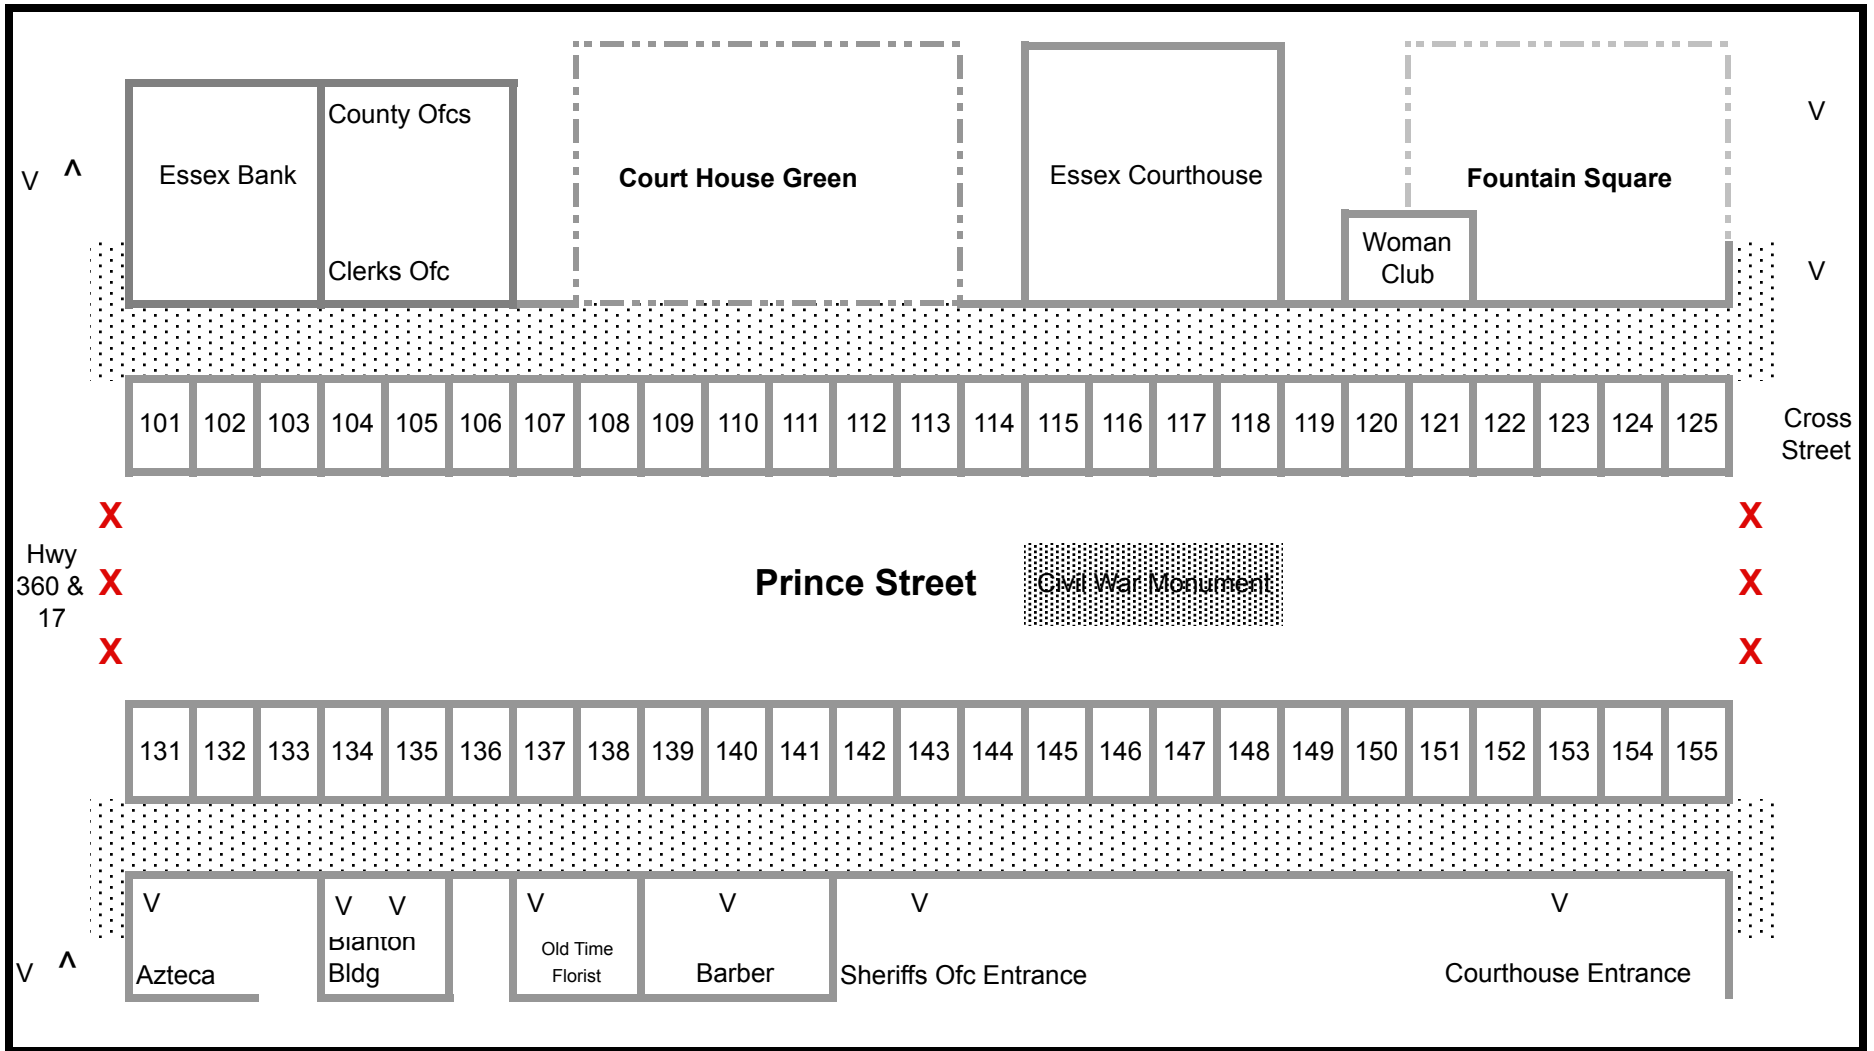 County Ofcs
V
V ^
Essex Bank
Court House Green
Essex Courthouse
Fountain Square
Woman
Club
Clerks Ofc
V
101 102 103 104 105 106 107 108 109 110 111 112 113 114 115 116 117 118 119 120 121 122 123 124 125
Cross
Street
X
X
Hwy
360 &
17
X
Prince Street
Civil War Monument
X
X
X
131 132 133 134 135 136 137 138 139 140 141 142 143 144 145 146 147 148 149 150 151 152 153 154 155
V
V V
V
V
V
V
V ^
Azteca
Blanton
Bldg
Old Time
Florist
Barber
Sheriffs Ofc Entrance
Courthouse Entrance